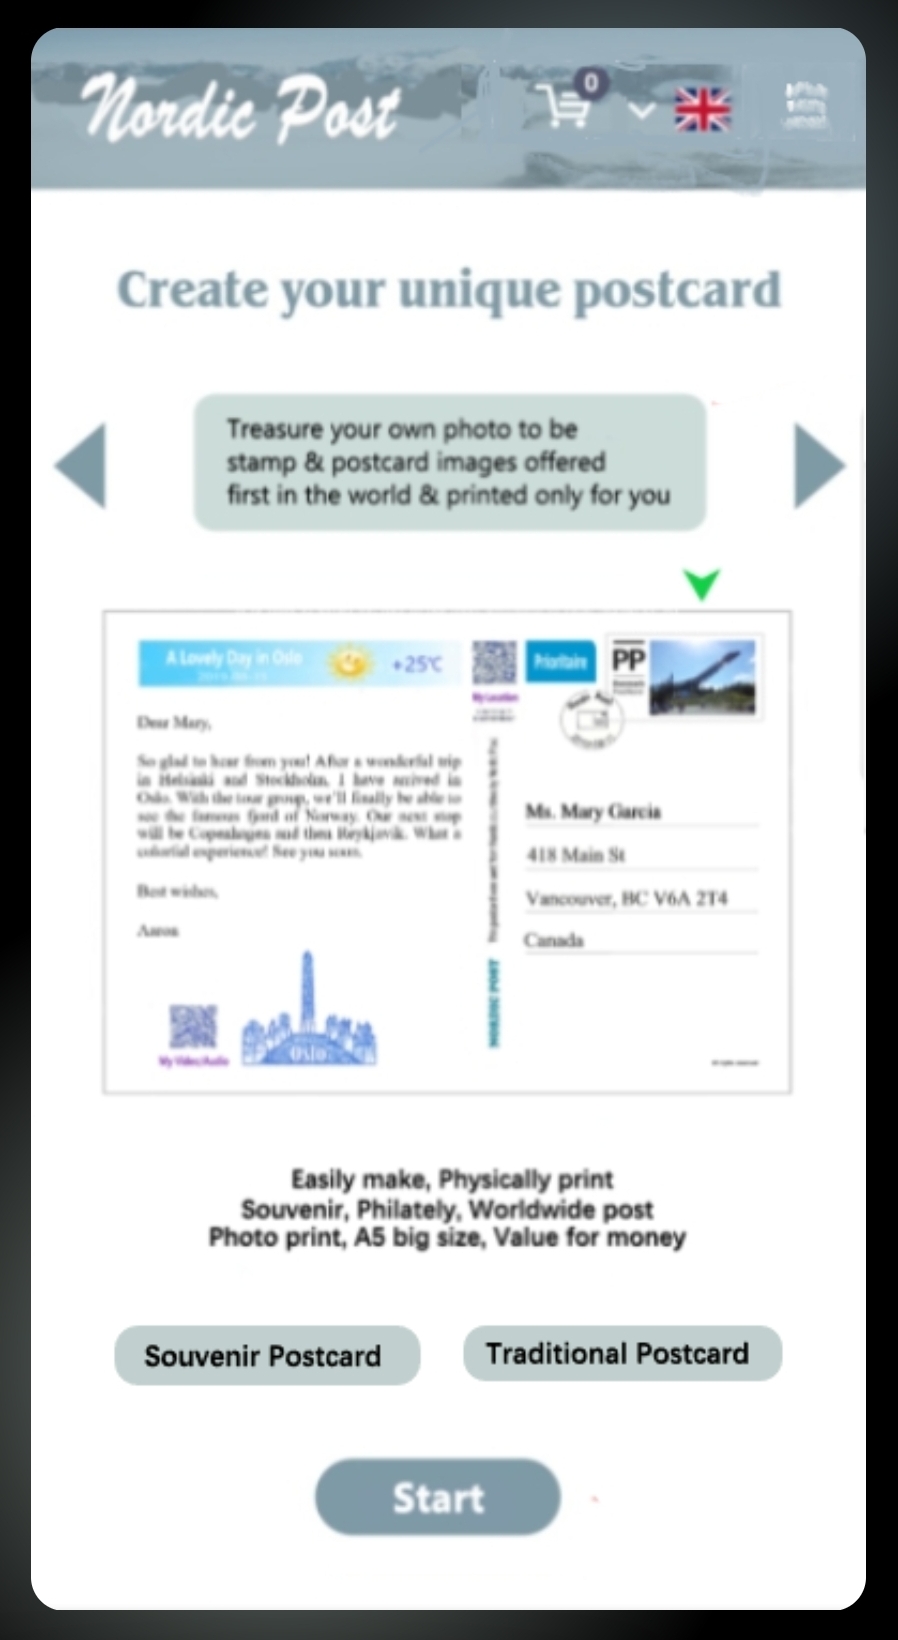 Nordic Post
0
Create your unique postcard
Treasure your own photo to be
stamp & postcard images offered
first in the world & printed only for you
A Lovely Day in Oslo
+25℃
My Location
Prioritaire
PP
Dear Mary,
So glad to hear from you! After a wonderful trip
in Helsinki and Stockholm, I have arrived in
Oslo. With the tour group, we'll finally be able to
see the famous fjord of Norway. Our next stop
will be Copenhagen and then Reykjavik. What a
colorful experience! See you soon.
Best wishes,
Aaron
My Video/Audio
Oslo
NORDIC POST
Ms. Mary Garcia
418 Main St
Vancouver, BC V6A 2T4
Canada
Easily make, Physically print
Souvenir, Philately, Worldwide post
Photo print, A5 big size, Value for money
Souvenir Postcard
Traditional Postcard
Start